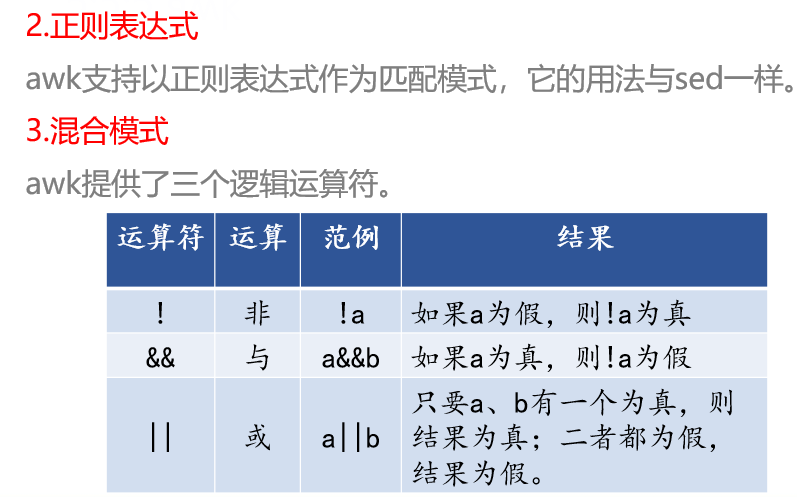 2.正则表达式
awk支持以正则表达式作为匹配模式，它的用法与sed一样。
3.混合模式
awk提供了三个逻辑运算符。
运算符 运算 范例 结果
! 非 !a 如果a为假，则!a为真
&& 与 a&&b 如果a为真，则!a为假
|| 或 a||b 只要a、b有一个为真，则
结果为真；二者都为假，
结果为假。